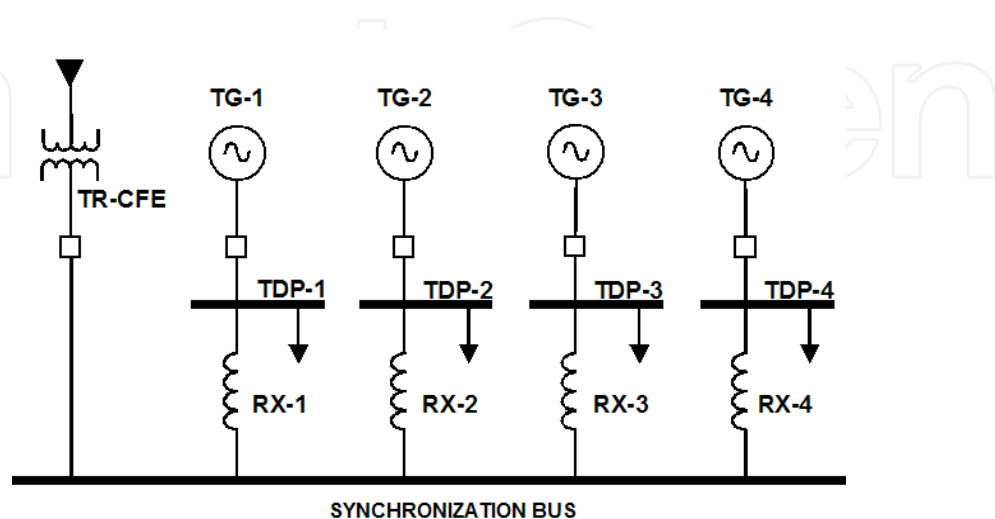 TG-1
TG-2
TG-3
TG-4
TR-CFE
TDP-1
TDP-2
TDP-3
TDP-4
RX-1
RX-2
RX-3
RX-4
SYNCHRONIZATION BUS